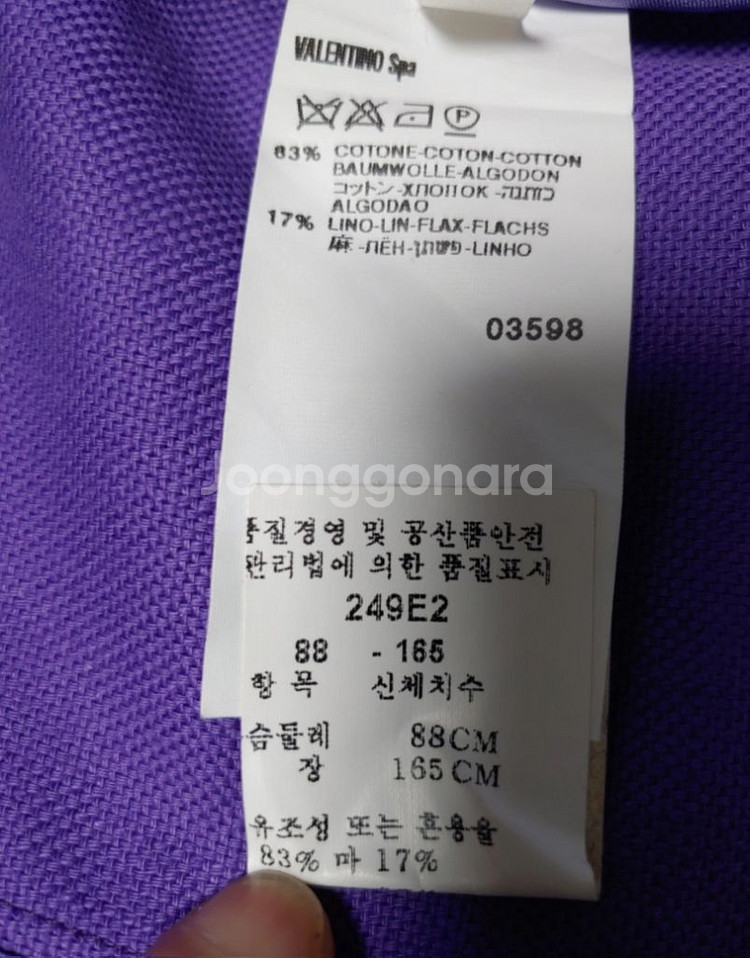 VALENTINO Spa
P
83% COTONE-COTON-COTTON
BAUMWOLLE-ALGODON
コットン-ХЛОПОК-כותנה
ALGODAO
17% LINO-LIN-FLAX-FLACHS
麻-ЛЁН-פשתן-LINHO
03598
Joonggonara
품질경영 및 공산품안전
관리법에 의한 품질표시
249E2
88 - 165
항 목 신체치수
슴둘레 88CM
장 165CM
유조성 또는 혼용율
83% 마 17%